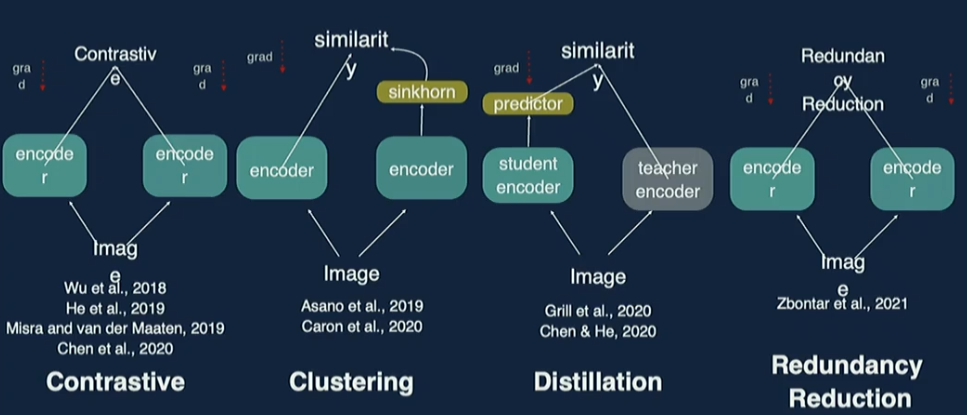 Contrastiv
e
gra
d
gra
d
encode
r
encode
r
Imag
e
Wu et al., 2018
He et al., 2019
Misra and van der Maaten, 2019
Chen et al., 2020
Contrastive
similarit
y
grad
sinkhorn
encoder
encoder
Image
Asano et al., 2019
Caron et al., 2020
Clustering
similarit
y
grad
predictor
student
encoder
teacher
encoder
Image
Grill et al., 2020
Chen & He, 2020
Distillation
Redundan
cy
Reduction
gra
d
gra
d
encode
r
encode
r
Imag
e
Zbontar et al., 2021
Redundancy
Reduction